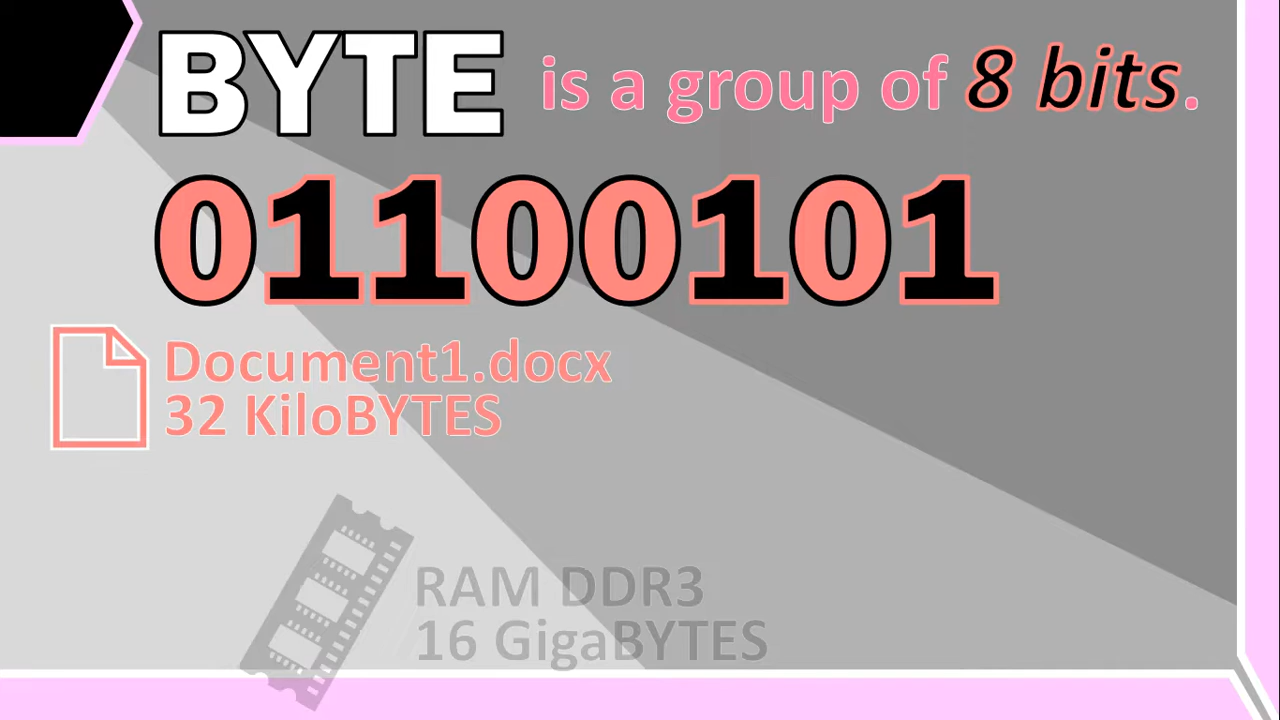 BYTE is a group of 8 bits.
01100101
Document1.docx
32 KiloBYTES
RAM DDR3
16 GigaBYTES